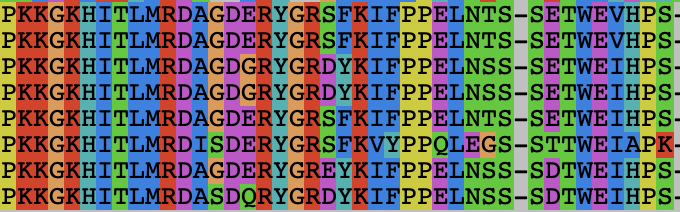 PKKGKHITLMRDAGDERYGRSFKIFPPELNTS-SETWEVHPS-
PKKGKHITLMRDAGDERYGRSFKIFPPELNTS-SETWEVHPS-
PKKGKHITLMRDAGDGRYGRDYKIFPPELNSS-SETWEIHPS-
PKKGKHITLMRDAGDGRYGRDYKIFPPELNSS-SETWEIHPS-
PKKGKHITLMRDAGDERYGRSFKIFPPELNTS-SETWEIHPS-
PKKGKHITLMRDISDERYGRSFKVYPPQLEGS-STTWEIAPK-
PKKGKHITLMRDAGDERYGREYKIFPPELNSS-SDTWEIHPS-
PKKGKHITLMRDASDQRYGRDYKIFPPELNSS-SDTWEIHPS-